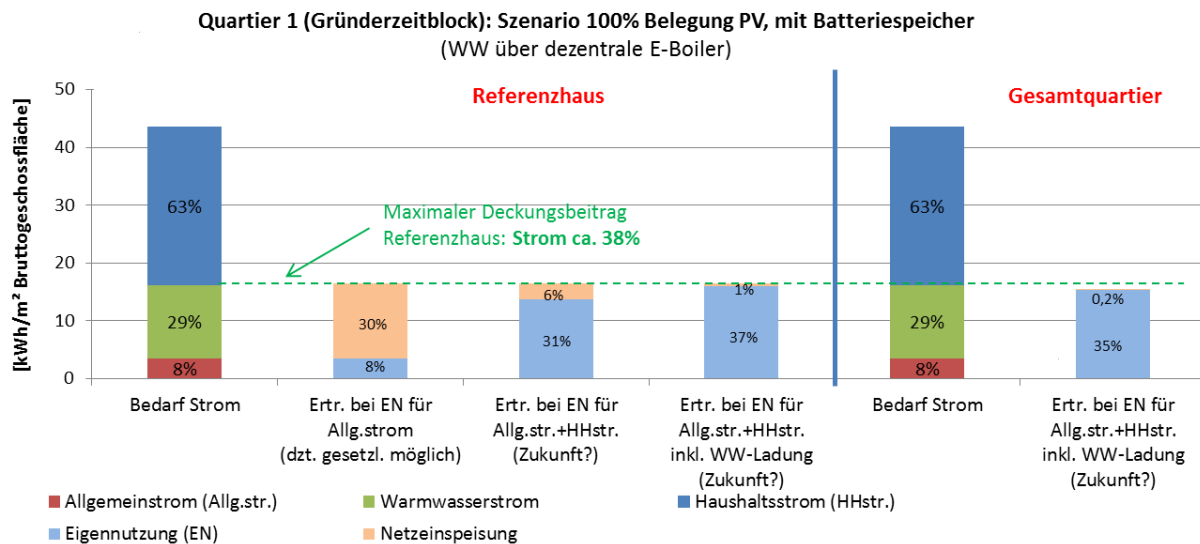 Quartier 1 (Gründerzeitblock): Szenario 100% Belegung PV, mit Batteriespeicher
(WW über dezentrale E-Boiler)
[kWh/m² Bruttogeschossfläche]
50
40
30
20
10
0
Referenzhaus
Gesamtquartier
Maximaler Deckungsbeitrag
Referenzhaus: Strom ca. 38%
63%
29%
8%
30%
8%
6%
31%
1%
37%
63%
29%
8%
0,2%
35%
Bedarf Strom
Ertr. bei EN für
Allg.strom
(dzt. gesetzl. möglich)
Ertr. bei EN für
Allg.str.+HHstr.
(Zukunft?)
Ertr. bei EN für
Allg.str.+HHstr.
inkl. WW-Ladung
(Zukunft?)
Bedarf Strom
Ertr. bei EN für
Allg.str.+HHstr.
inkl. WW-Ladung
(Zukunft?)
Allgemeinstrom (Allg.str.)
Warmwasserstrom
Haushaltsstrom (HHstr.)
Eigennutzung (EN)
Netzeinspeisung